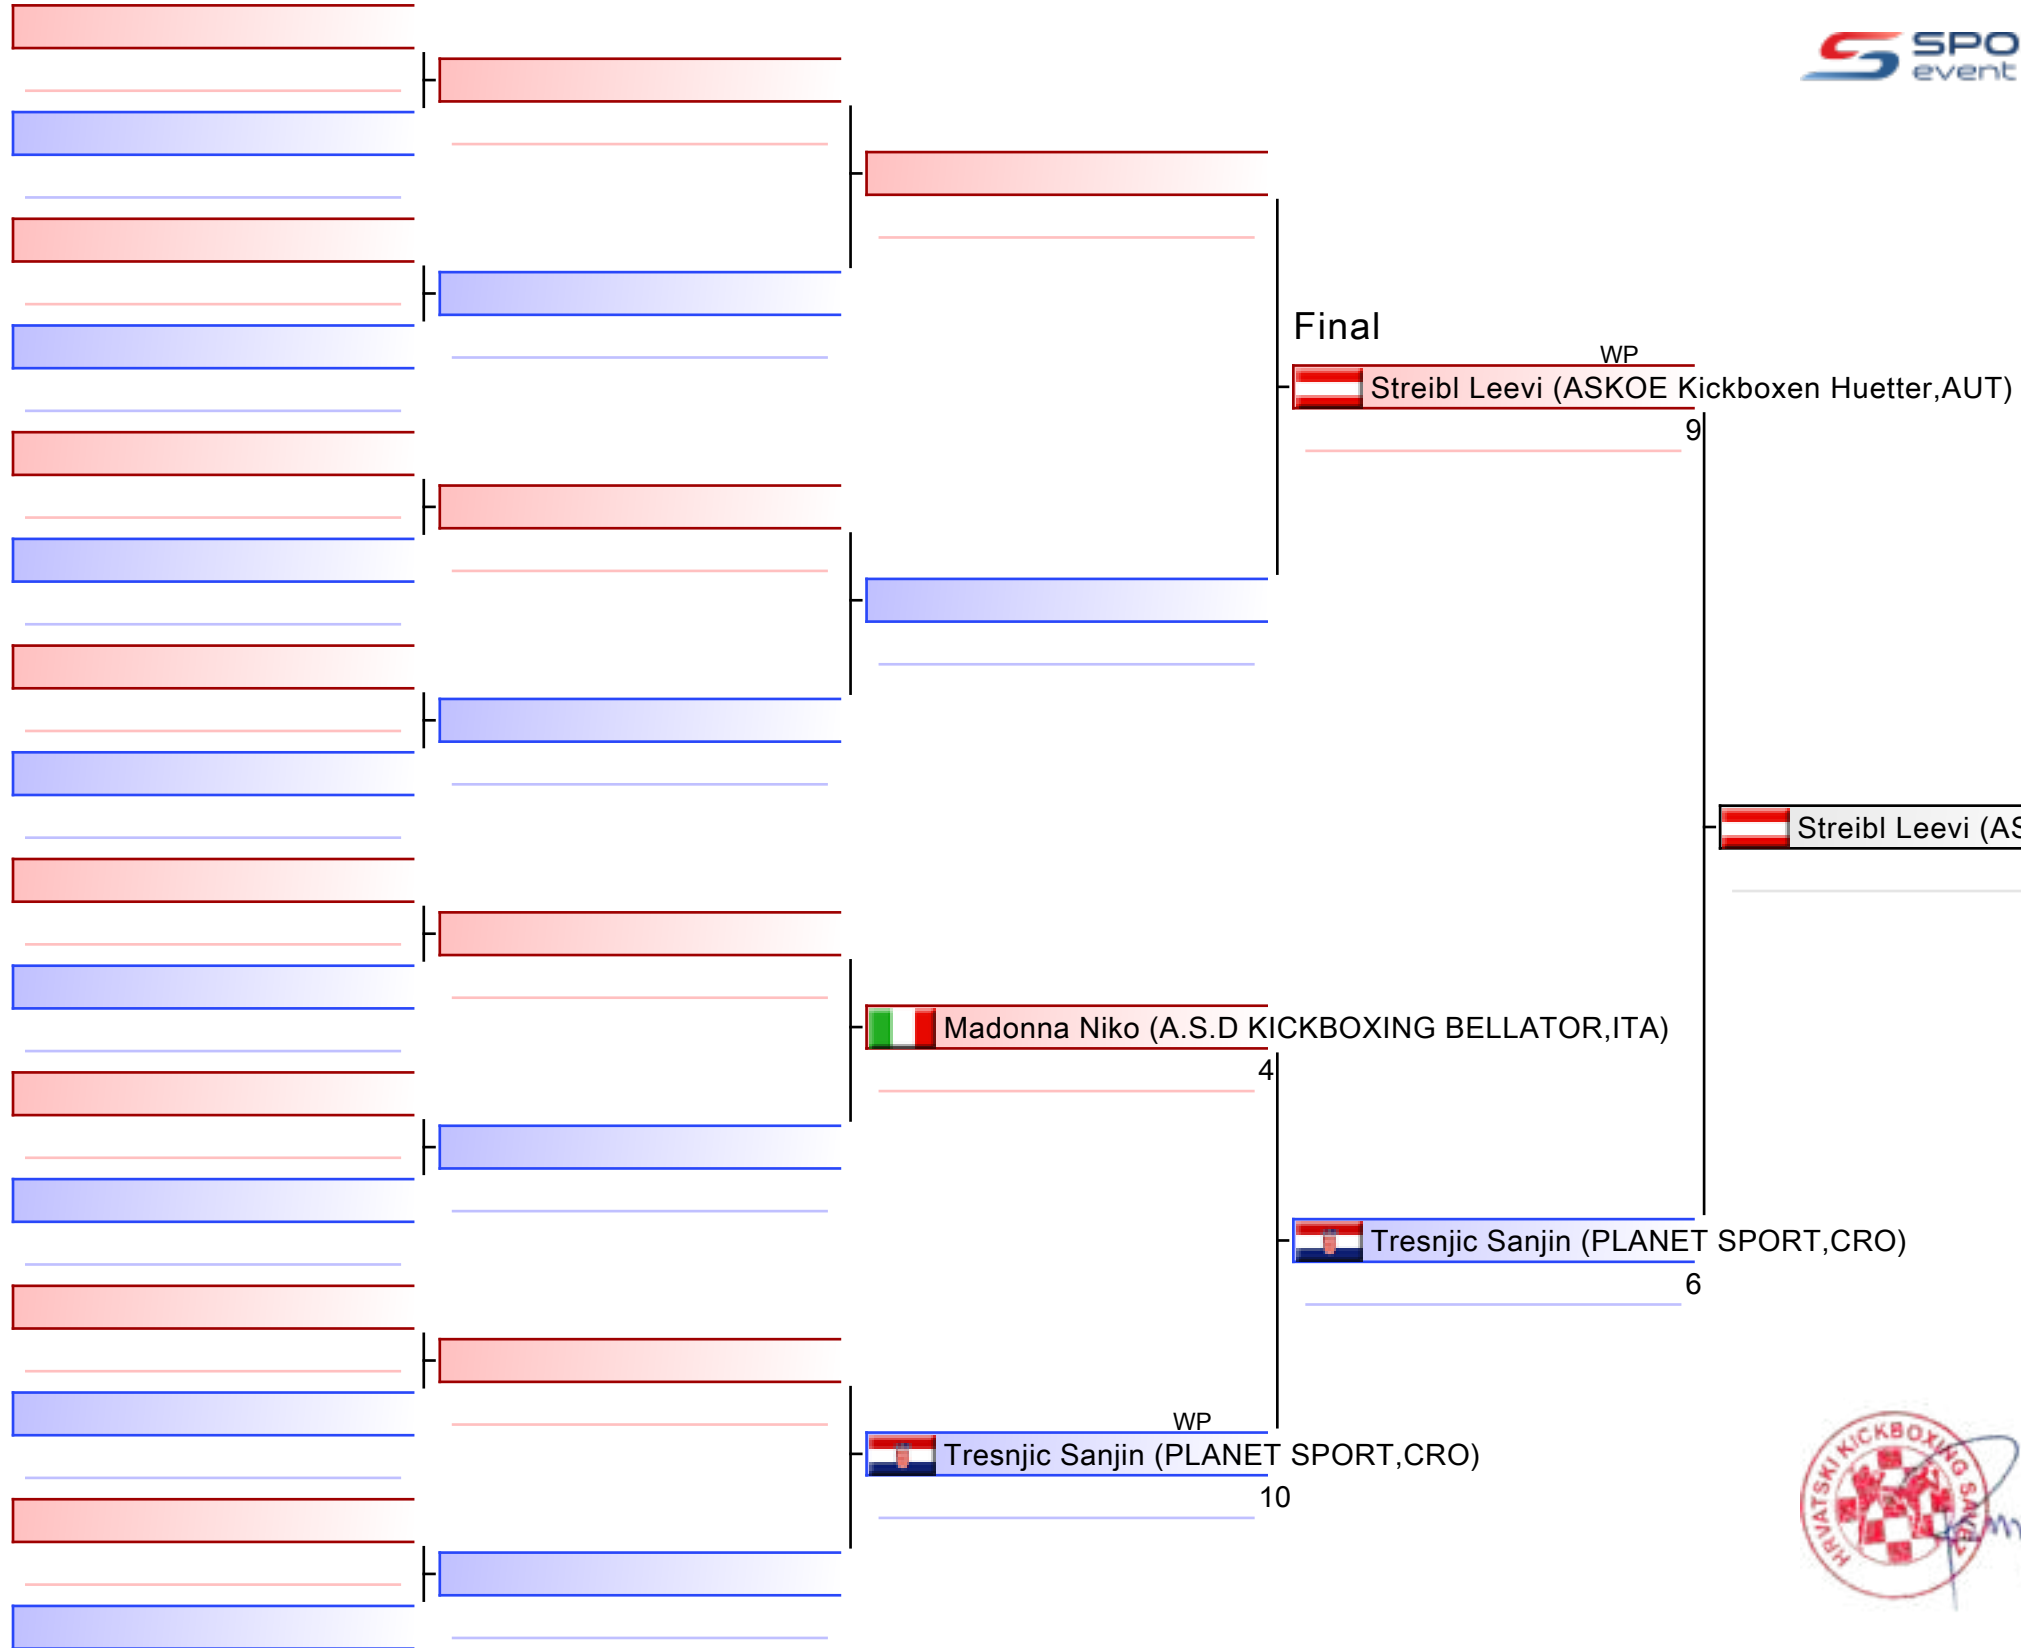 SPO
event
Final
WP
Streibl Leevi (ASKOE Kickboxen Huetter,AUT)
9
Streibl Leevi (AS
Madonna Niko (A.S.D KICKBOXING BELLATOR,ITA)
4
Tresnjic Sanjin (PLANET SPORT,CRO)
6
WP
Tresnjic Sanjin (PLANET SPORT,CRO)
10
HRVATSKI KICKBOXING SAVEZ